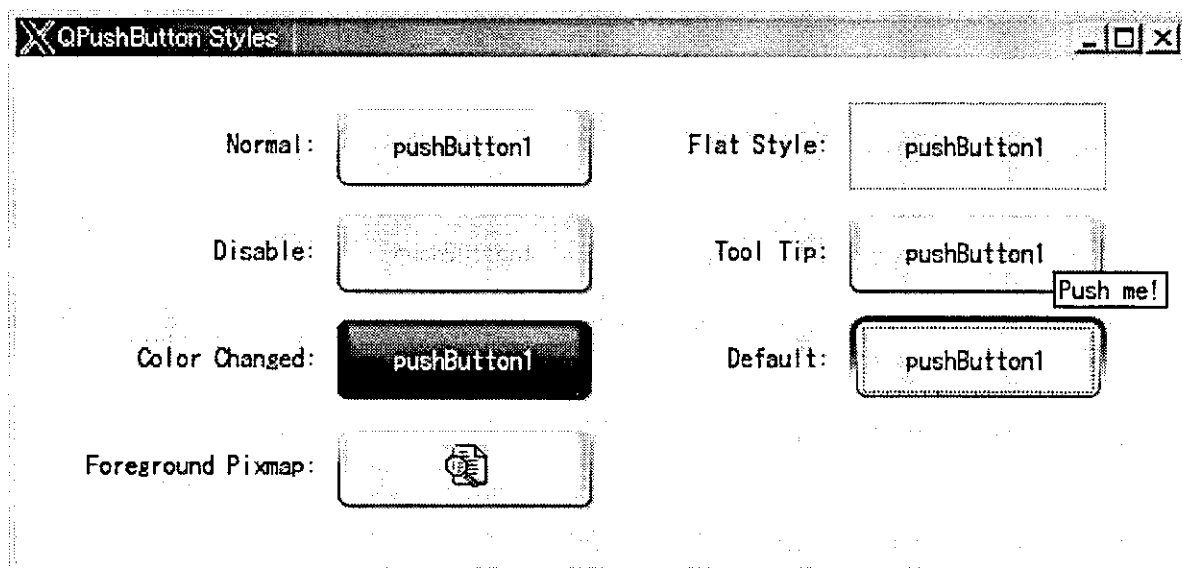 QPushButton Styles
Normal: pushButton1
Flat Style: pushButton1
Disable:
Tool Tip: pushButton1
Push me!
Color Changed: pushButton1
Default: pushButton1
Foreground Pixmap: